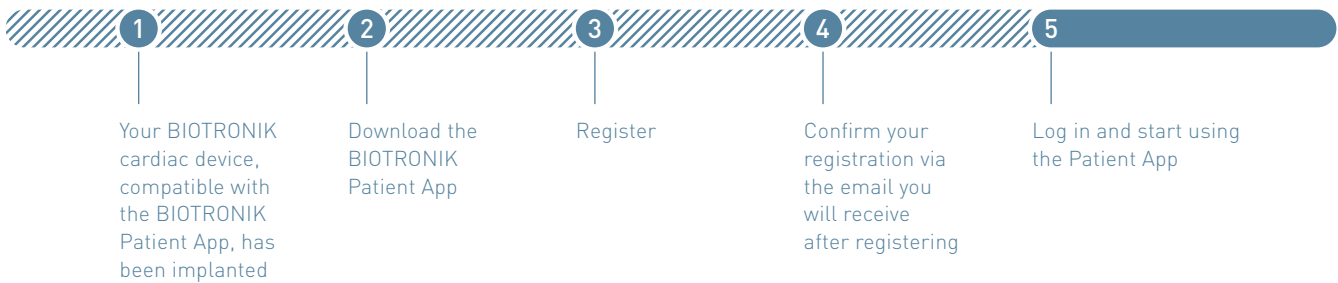 1
Your BIOTRONIK
cardiac device,
compatible with
the BIOTRONIK
Patient App, has
been implanted
2
Download the
BIOTRONIK
Patient App
3
Register
4
Confirm your
registration via
the email you
will receive
after registering
5
Log in and start using
the Patient App